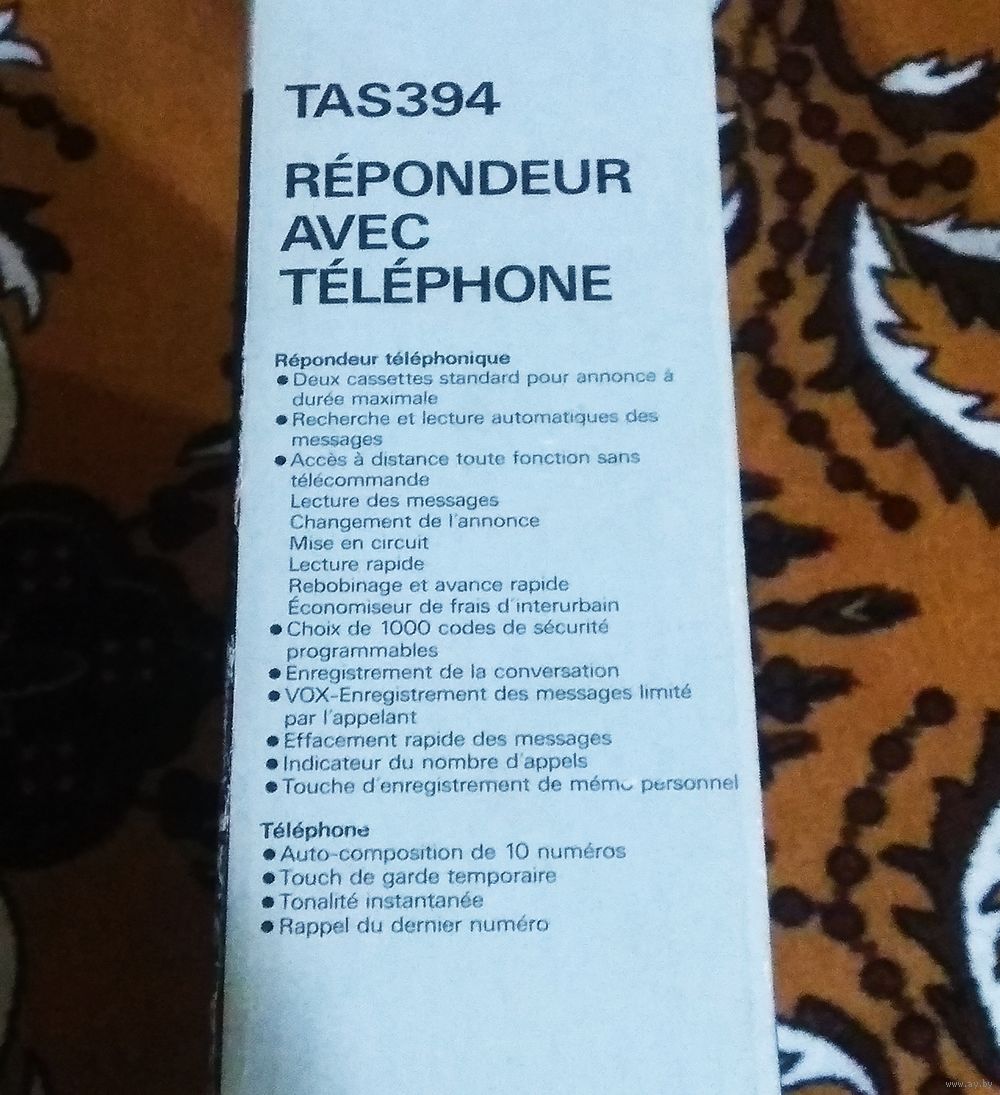 TAS394
RÉPONDEUR
AVEC
TÉLÉPHONE
Répondeur téléphonique
● Deux cassettes standard pour annonce à
durée maximale
● Recherche et lecture automatiques des
messages
● Accès à distance toute fonction sans
télécommande
Lecture des messages
Changement de l'annonce
Mise en circuit
Lecture rapide
Rebobinage et avance rapide
Économiseur de frais d'interurbain
● Choix de 1000 codes de sécurité
programmables
● Enregistrement de la conversation
● VOX-Enregistrement des messages limité
par l'appelant
● Effacement rapide des messages
● Indicateur du nombre d'appels
● Touche d'enregistrement de mémo personnel
Téléphone
● Auto-composition de 10 numéros
● Touch de garde temporaire
● Tonalité instantanée
● Rappel du dernier numéro
www.ay.by